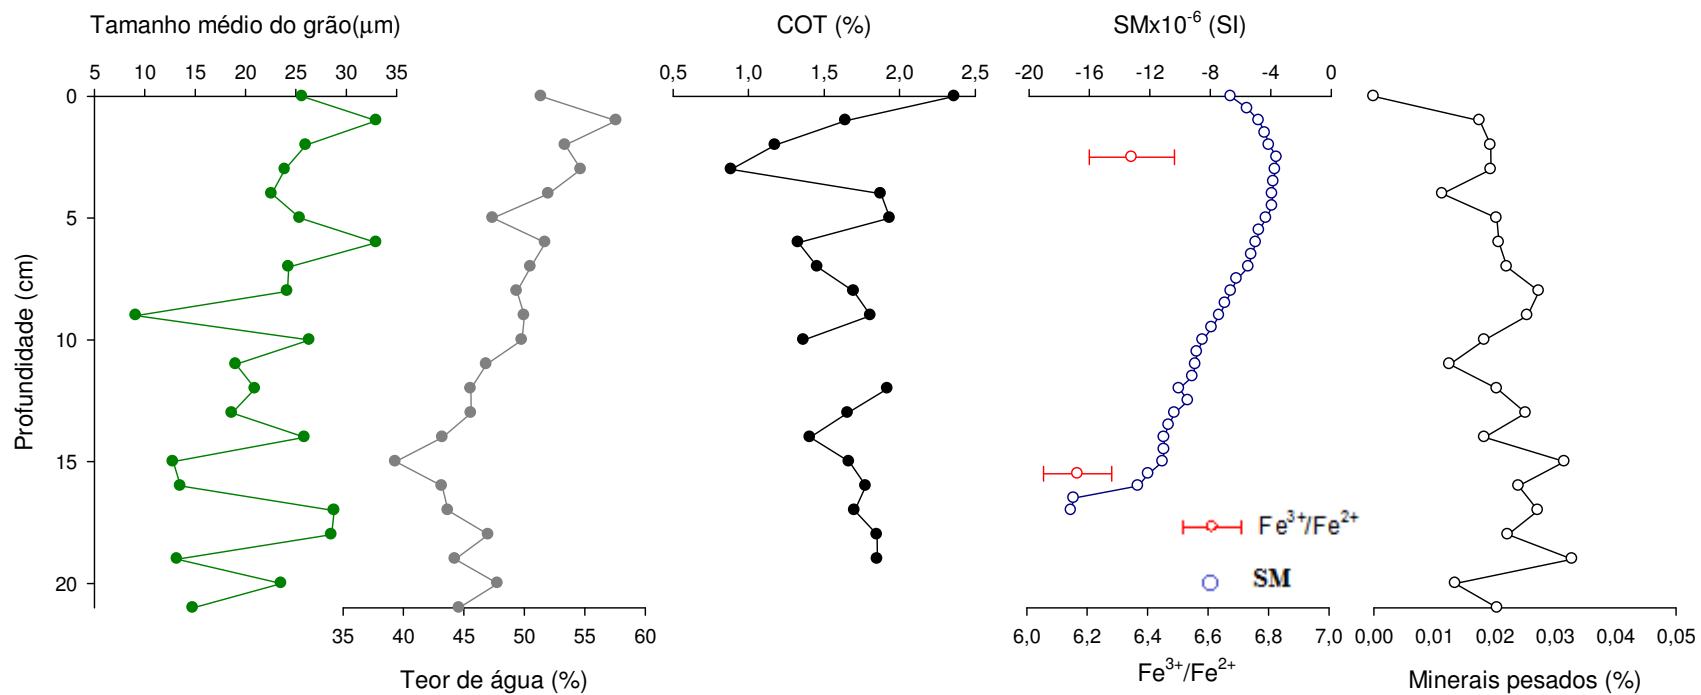 Tamanho médio do grão(μm)
COT (%)
SMx10⁻⁶ (SI)
5 10 15 20 25 30 35
0,5 1,0 1,5 2,0 2,5
-20 -16 -12 -8 -4 0
Profundidade (cm)
0
5
10
15
20
Fe³⁺/Fe²⁺
SM
35 40 45 50 55 60
6,0 6,2 6,4 6,6 6,8 7,0
0,00 0,01 0,02 0,03 0,04 0,05
Teor de água (%)
Fe³⁺/Fe²⁺
Minerais pesados (%)